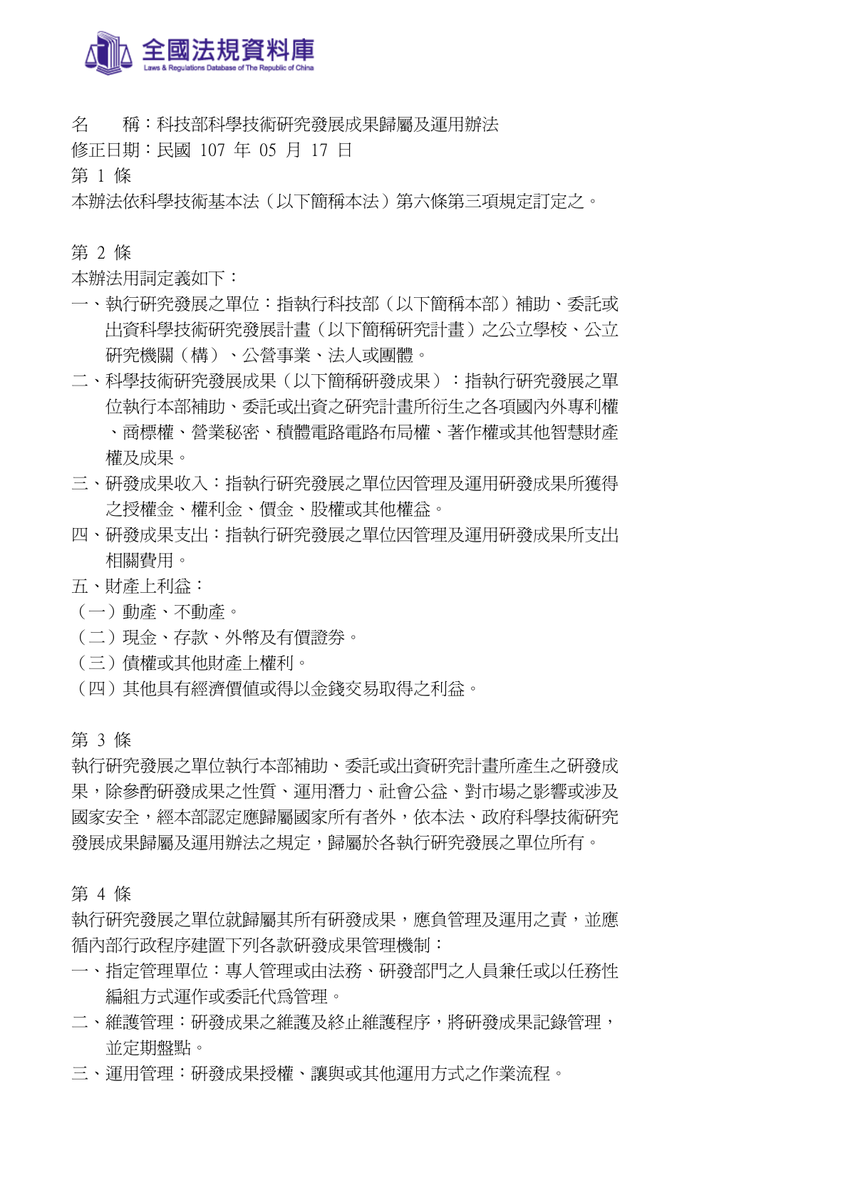 全國法規資料庫
Laws & Regulations Database of The Republic of China
名　　稱：科技部科學技術研究發展成果歸屬及運用辦法
修正日期：民國 107 年 05 月 17 日
第 1 條
本辦法依科學技術基本法（以下簡稱本法）第六條第三項規定訂定之。
第 2 條
本辦法用詞定義如下：
一、執行研究發展之單位：指執行科技部（以下簡稱本部）補助、委託或
出資科學技術研究發展計畫（以下簡稱研究計畫）之公立學校、公立
研究機關（構）、公營事業、法人或團體。
二、科學技術研究發展成果（以下簡稱研發成果）：指執行研究發展之單
位執行本部補助、委託或出資之研究計畫所衍生之各項國內外專利權
、商標權、營業秘密、積體電路電路布局權、著作權或其他智慧財產
權及成果。
三、研發成果收入：指執行研究發展之單位因管理及運用研發成果所獲得
之授權金、權利金、價金、股權或其他權益。
四、研發成果支出：指執行研究發展之單位因管理及運用研發成果所支出
相關費用。
五、財產上利益：
（一）動產、不動產。
（二）現金、存款、外幣及有價證券。
（三）債權或其他財產上權利。
（四）其他具有經濟價值或得以金錢交易取得之利益。
第 3 條
執行研究發展之單位執行本部補助、委託或出資研究計畫所產生之研發成
果，除參酌研發成果之性質、運用潛力、社會公益、對市場之影響或涉及
國家安全，經本部認定應歸屬國家所有者外，依本法、政府科學技術研究
發展成果歸屬及運用辦法之規定，歸屬於各執行研究發展之單位所有。
第 4 條
執行研究發展之單位就歸屬其所有研發成果，應負管理及運用之責，並應
循內部行政程序建置下列各款研發成果管理機制：
一、指定管理單位：專人管理或由法務、研發部門之人員兼任或以任務性
編組方式運作或委託代為管理。
二、維護管理：研發成果之維護及終止維護程序，將研發成果記錄管理，
並定期盤點。
三、運用管理：研發成果授權、讓與或其他運用方式之作業流程。